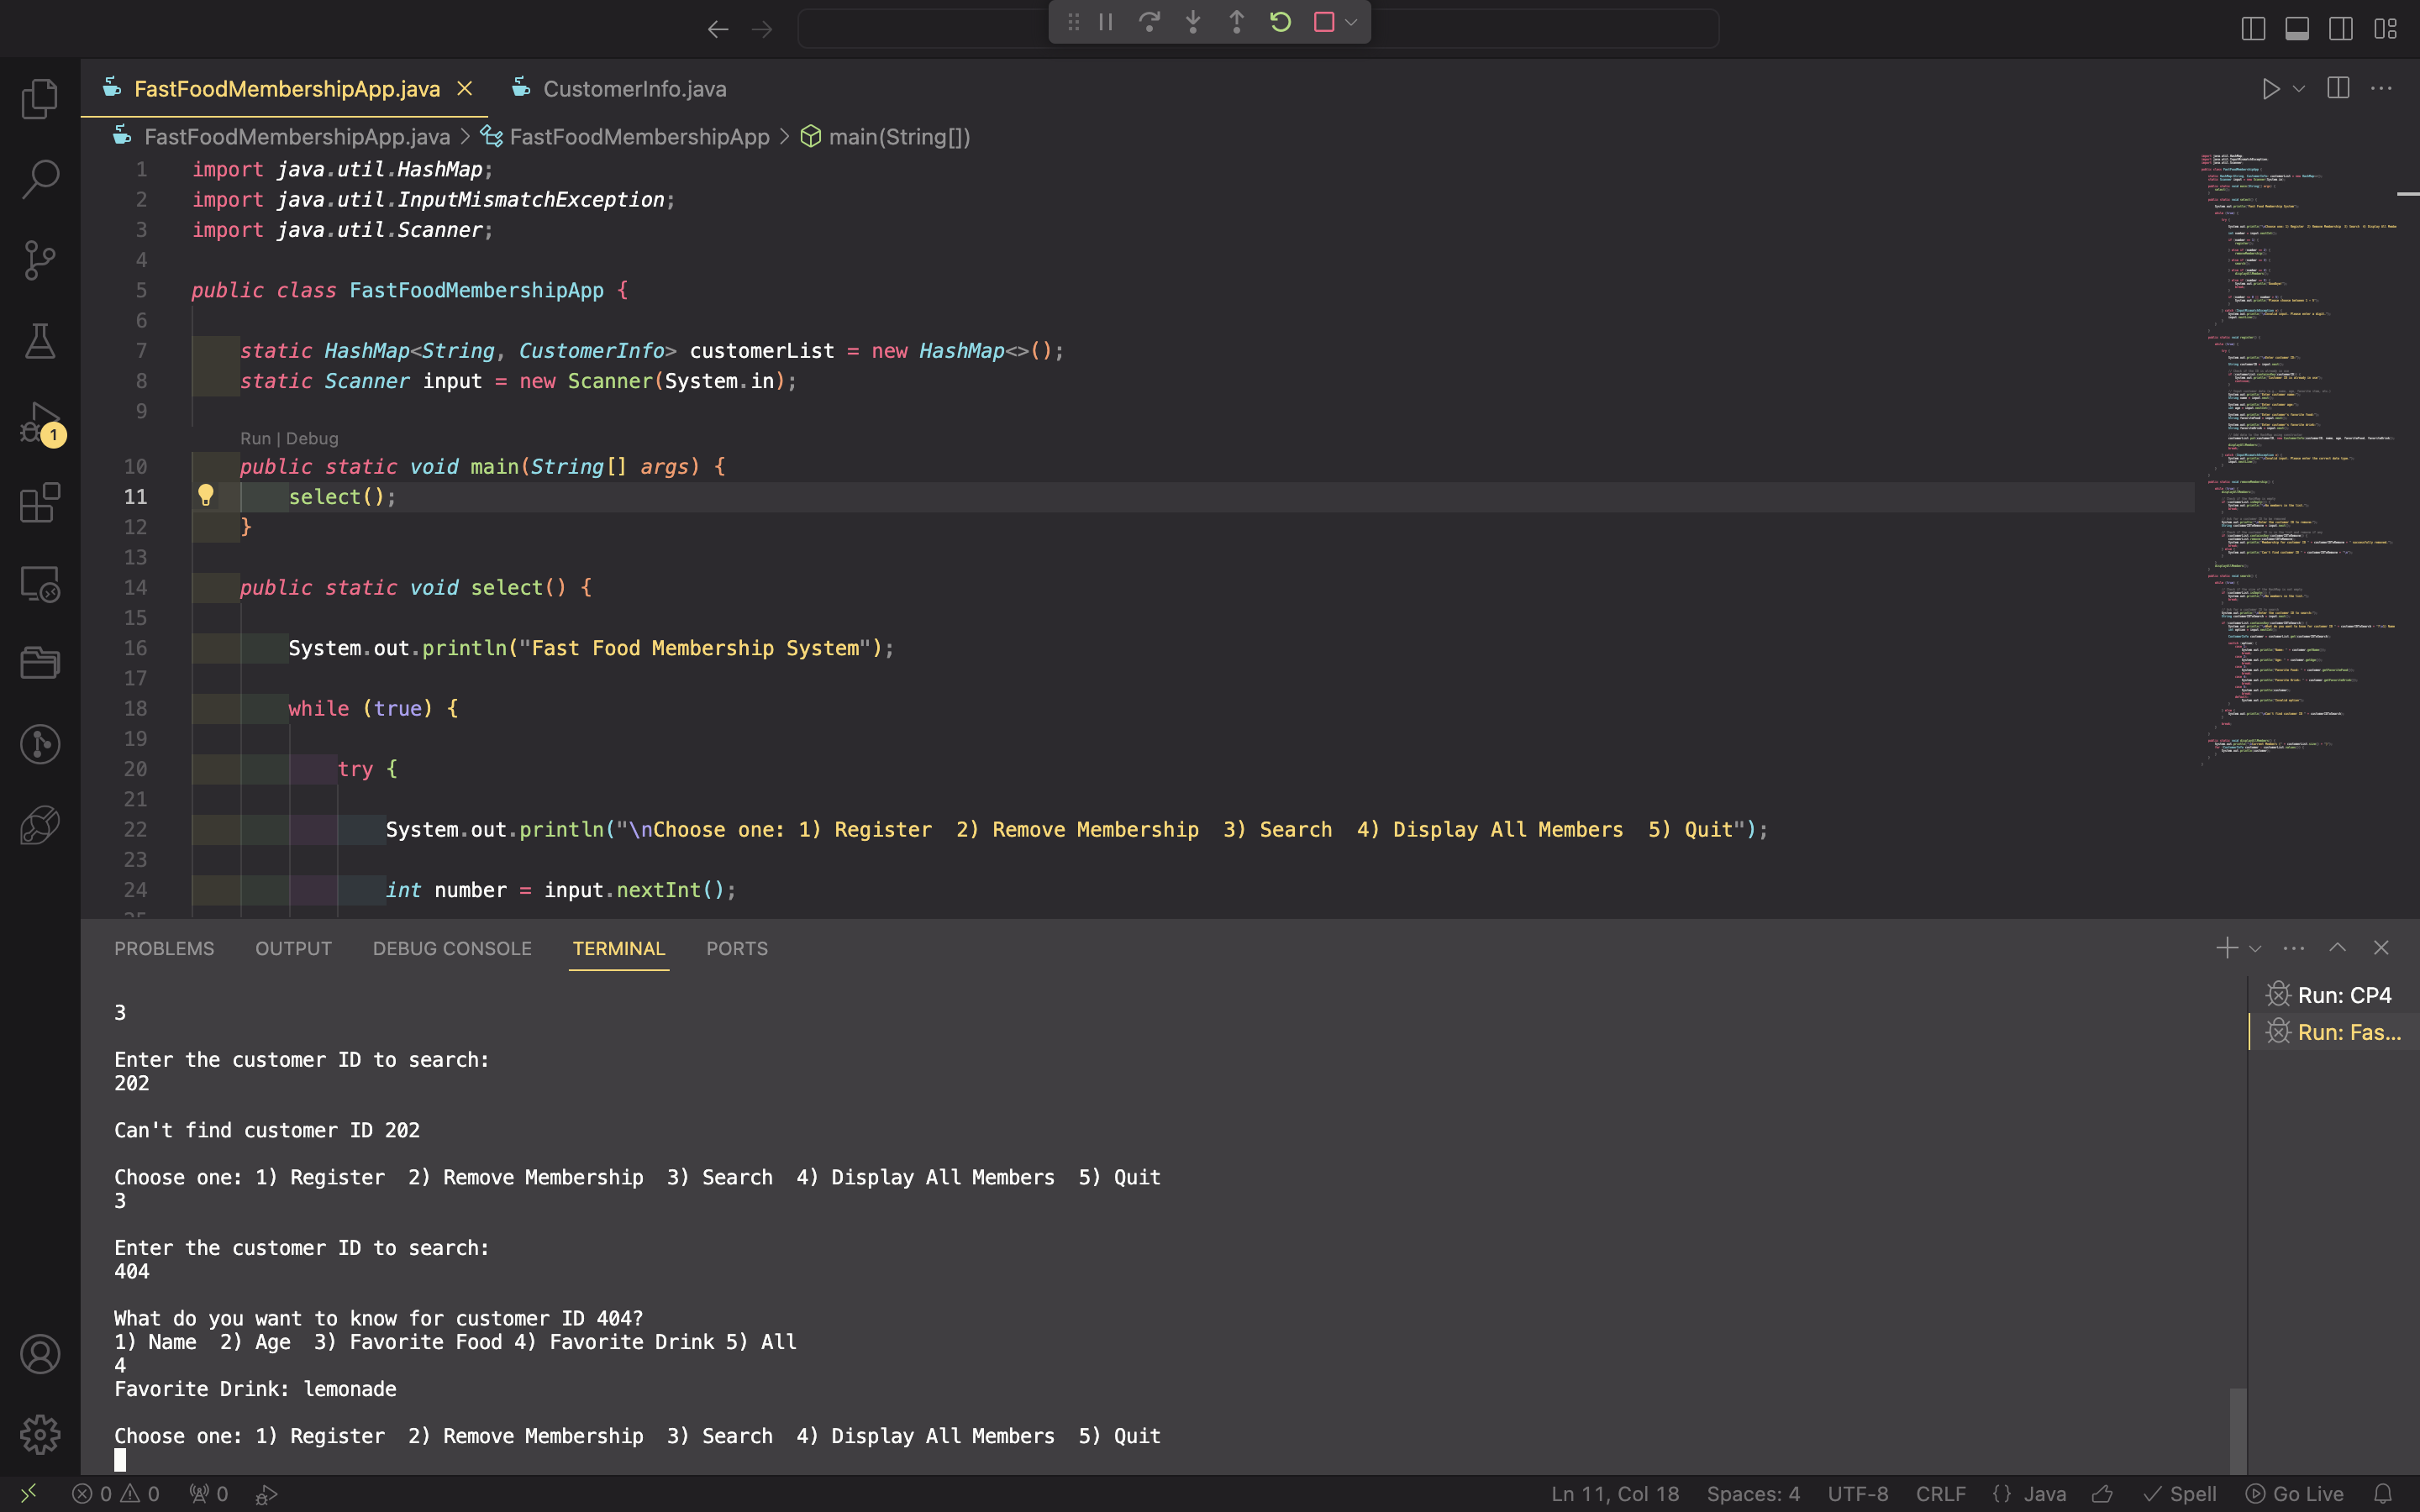 FastFoodMembershipApp.java
CustomerInfo.java
FastFoodMembershipApp.java > FastFoodMembershipApp > main(String[])
1 import java.util.HashMap;
2 import java.util.InputMismatchException;
3 import java.util.Scanner;
4
5 public class FastFoodMembershipApp {
6
7 static HashMap<String, CustomerInfo> customerList = new HashMap<>();
8 static Scanner input = new Scanner(System.in);
9
Run | Debug
10 public static void main(String[] args) {
11 select();
12 }
13
14 public static void select() {
15
16 System.out.println("Fast Food Membership System");
17
18 while (true) {
19
20 try {
21
22 System.out.println("\nChoose one: 1) Register  2) Remove Membership  3) Search  4) Display All Members  5) Quit");
23
24 int number = input.nextInt();
1
PROBLEMS OUTPUT DEBUG CONSOLE TERMINAL PORTS
3
Enter the customer ID to search:
202
Can't find customer ID 202
Choose one: 1) Register  2) Remove Membership  3) Search  4) Display All Members  5) Quit
3
Enter the customer ID to search:
404
What do you want to know for customer ID 404?
1) Name  2) Age  3) Favorite Food 4) Favorite Drink 5) All
4
Favorite Drink: lemonade
Choose one: 1) Register  2) Remove Membership  3) Search  4) Display All Members  5) Quit
Run: CP4
Run: Fas...
0 0 0
Ln 11, Col 18 Spaces: 4 UTF-8 CRLF {} Java Spell Go Live